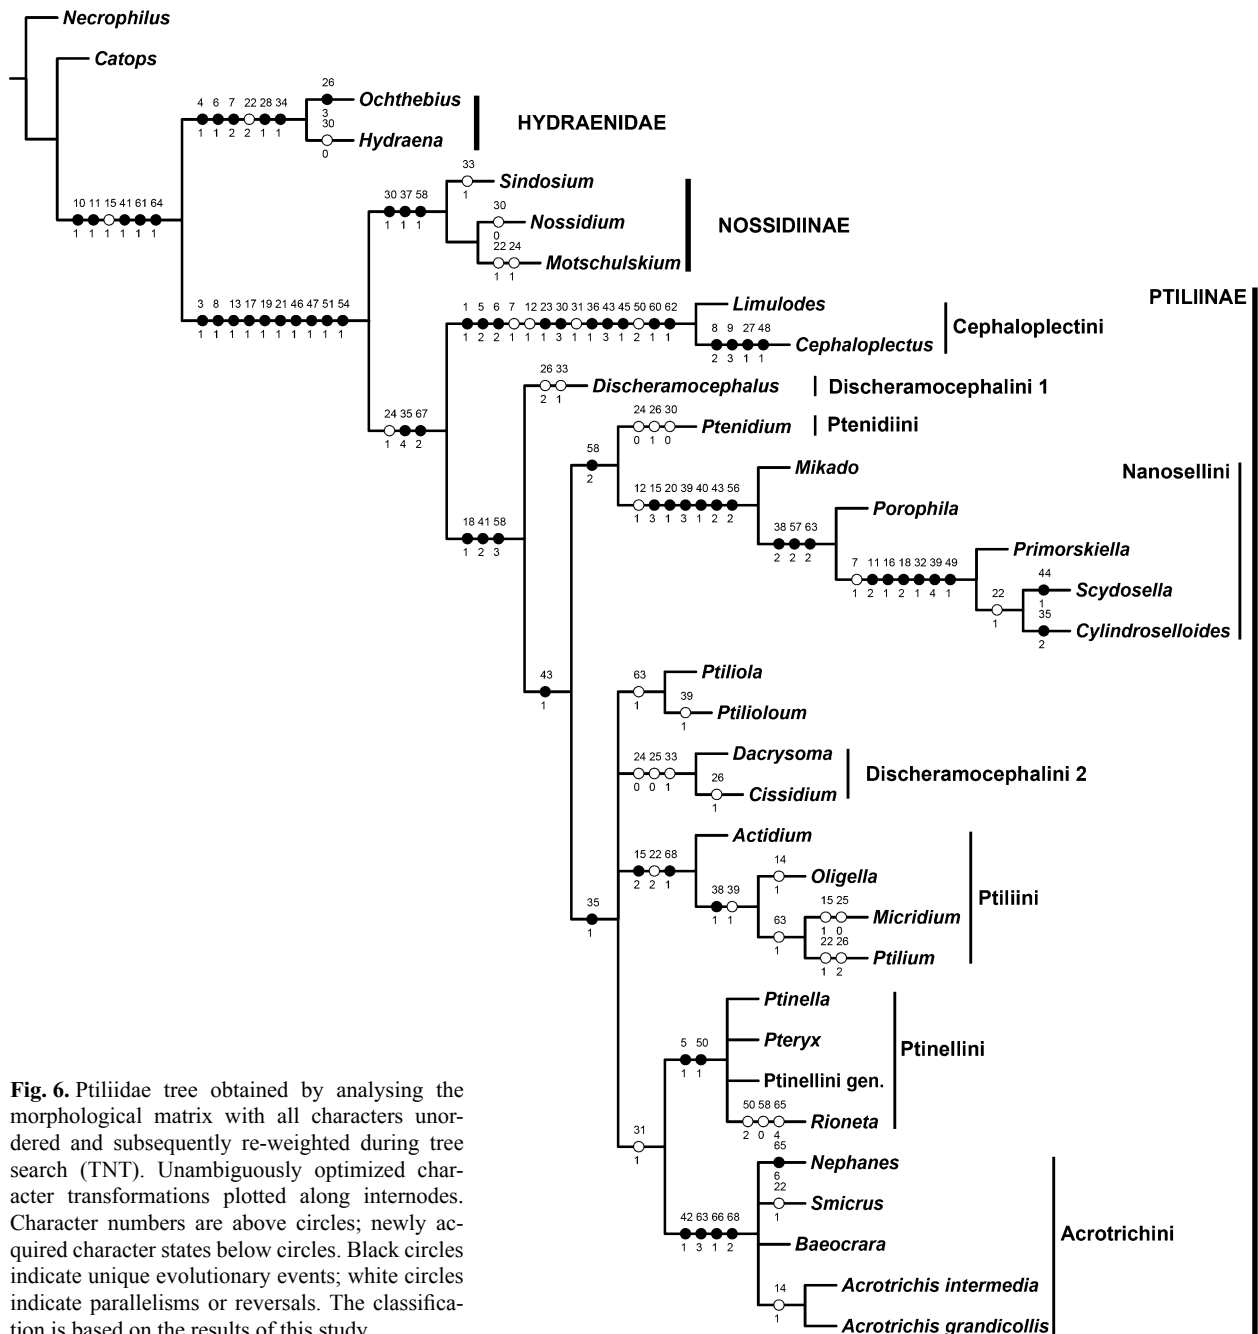 Necrophilus
Catops
26
4 6 7 22 28 34
Ochthebius
1 1 2 2 1 1
3
30
Hydraena
0
HYDRAENIDAE
33
Sindosium
1
10 11 15 41 61 64
1 1 1 1 1 1
30 37 58
1 1 1
30
Nossidium
0
22 24
Motschulskium
1 1
NOSSIDIINAE
PTILIINAE
3 8 13 17 19 21 46 47 51 54
1 1 1 1 1 1 1 1 1 1
1 5 6 7 12 23 30 31 36 43 45 50 60 62
1 2 2 1 1 1 3 1 1 3 1 2 1 1
Limulodes
8 9 27 48
Cephaloplectus
2 3 1 1
Cephaloplectini
26 33
Discheramocephalus
2 1
Discheramocephalini 1
24 35 67
1 4 2
24 26 30
Ptenidium
0 1 0
Ptenidiini
58
2
Mikado
Nanosellini
12 15 20 39 40 43 56
1 3 1 3 1 2 2
Porophila
18 41 58
1 2 3
38 57 63
2 2 2
Primorskiella
7 11 16 18 32 39 49
1 2 1 2 1 4 1
44
Scydosella
1
22
1
35
Cylindroselloides
2
43
1
63
1
Ptiliola
39
Ptilioloum
1
24 25 33
0 0 1
Dacrysoma
26
Cissidium
1
Discheramocephalini 2
15 22 68
2 2 1
Actidium
14
Oligella
1
38 39
1 1
15 25
Micridium
1 0
63
1
22 26
Ptilium
1 2
Ptiliini
35
1
Ptinella
Pteryx
Ptinellini gen.
5 50
1 1
50 58 65
Rioneta
2 0 4
Ptinellini
31
1
65
Nephanes
6
22
Smicrus
1
42 63 66 68
1 3 1 2
Baeocrara
Acrotrichis intermedia
14
1
Acrotrichis grandicollis
Acrotrichini
Fig. 6. Ptiliidae tree obtained by analysing the
morphological matrix with all characters unor-
dered and subsequently re-weighted during tree
search (TNT). Unambiguously optimized char-
acter transformations plotted along internodes.
Character numbers are above circles; newly ac-
quired character states below circles. Black circles
indicate unique evolutionary events; white circles
indicate parallelisms or reversals. The classifica-
tion is based on the results of this study.